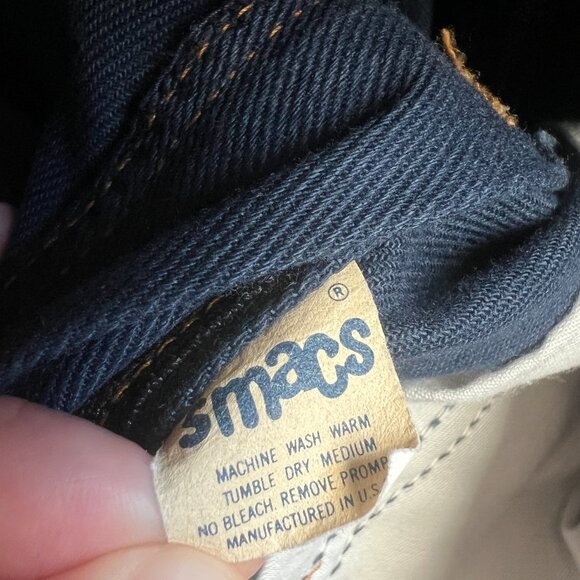 ®
smacs
MACHINE WASH WARM
TUMBLE DRY MEDIUM
NO BLEACH. REMOVE PROMP
MANUFACTURED IN U.S.